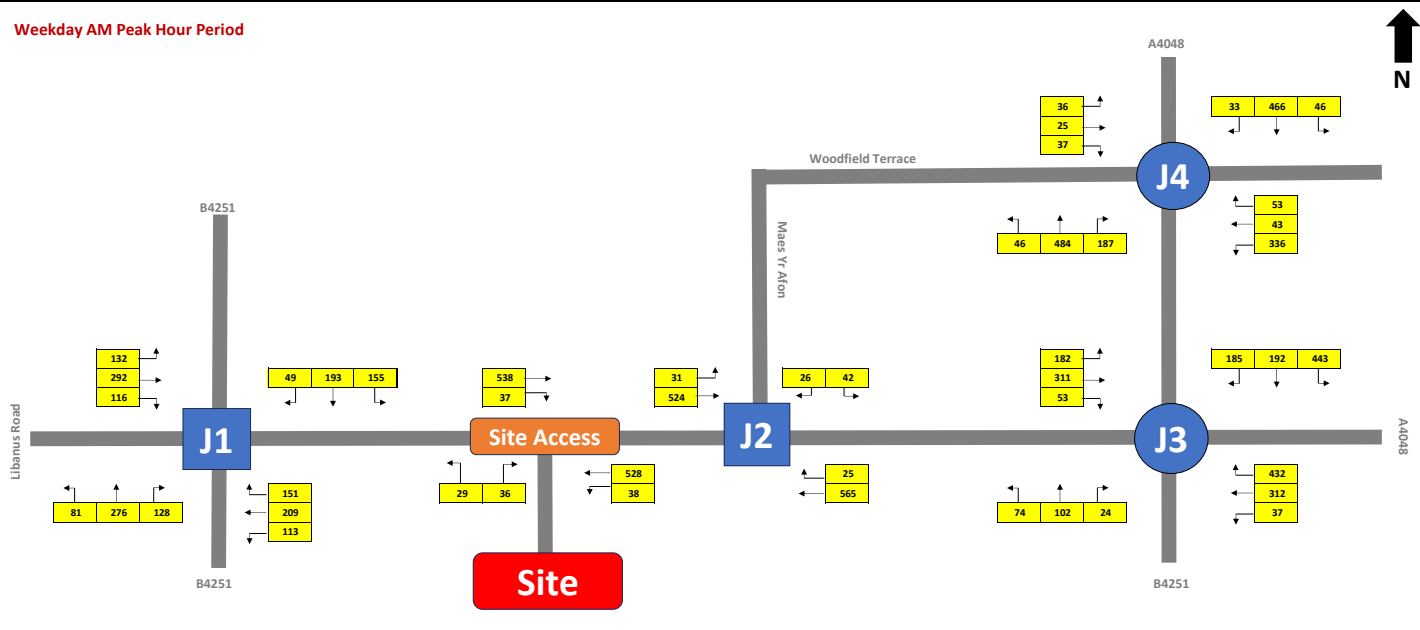 Weekday AM Peak Hour Period
N
A4048
36
25
37
33 466 46
Woodfield Terrace
J4
53
43
336
46 484 187
Maes Yr Afon
B4251
132
292
116
49 193 155
538
37
31
524
26 42
182
311
53
185 192 443
Libanus Road
J1
Site Access
J2
J3
A4048
81 276 128
151
209
113
29 36
528
38
25
565
74 102 24
432
312
37
B4251
Site
B4251